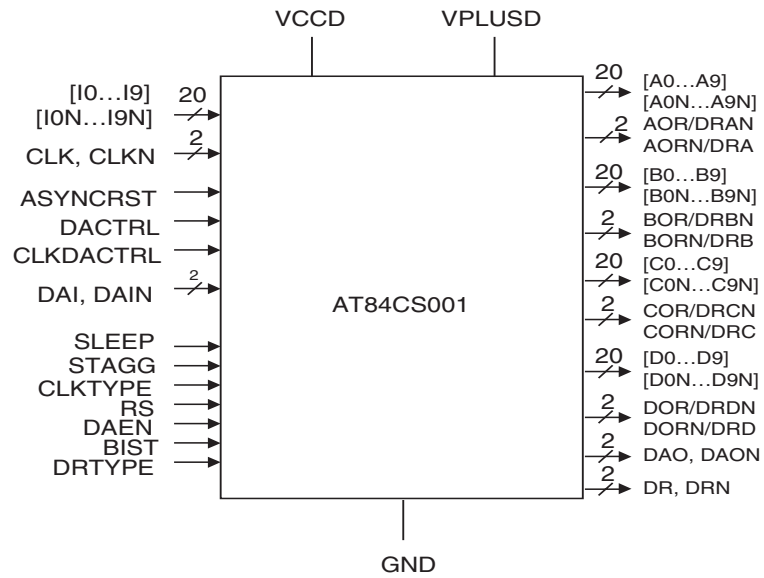 VCCD
VPLUSD
[I0...I9]
20
[I0N...I9N]
2
CLK, CLKN
ASYNCRST
DACTRL
CLKDACTRL
2
DAI, DAIN
SLEEP
STAGG
CLKTYPE
RS
DAEN
BIST
DRTYPE
AT84CS001
20
[A0...A9]
[A0N...A9N]
2
AOR/DRAN
AORN/DRA
20
[B0...B9]
[B0N...B9N]
2
BOR/DRBN
BORN/DRB
20
[C0...C9]
[C0N...C9N]
2
COR/DRCN
CORN/DRC
20
[D0...D9]
[D0N...D9N]
2
DOR/DRDN
DORN/DRD
2
DAO, DAON
2
DR, DRN
GND